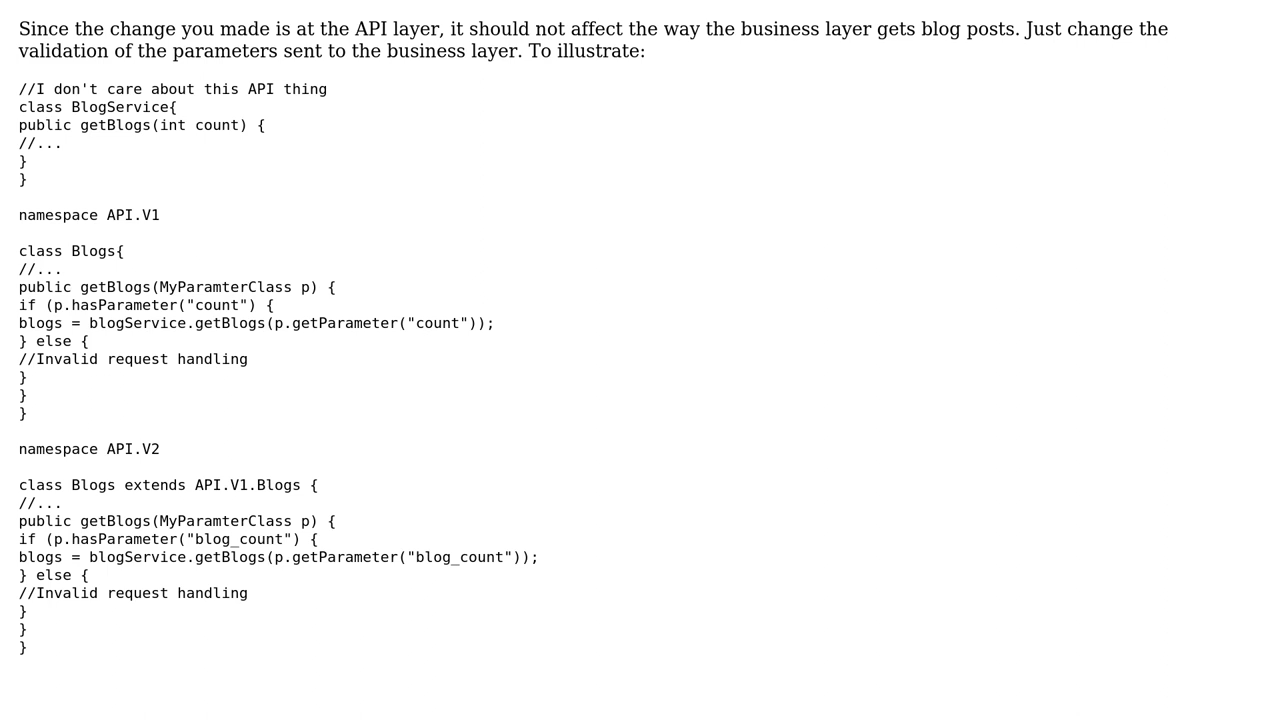 Since the change you made is at the API layer, it should not affect the way the business layer gets blog posts. Just change the
validation of the parameters sent to the business layer. To illustrate:
//I don't care about this API thing
class BlogService{
public getBlogs(int count) {
//...
}
}
namespace API.V1
class Blogs{
//...
public getBlogs(MyParamterClass p) {
if (p.hasParameter("count") {
blogs = blogService.getBlogs(p.getParameter("count"));
} else {
//Invalid request handling
}
}
}
namespace API.V2
class Blogs extends API.V1.Blogs {
//...
public getBlogs(MyParamterClass p) {
if (p.hasParameter("blog_count") {
blogs = blogService.getBlogs(p.getParameter("blog_count"));
} else {
//Invalid request handling
}
}
}